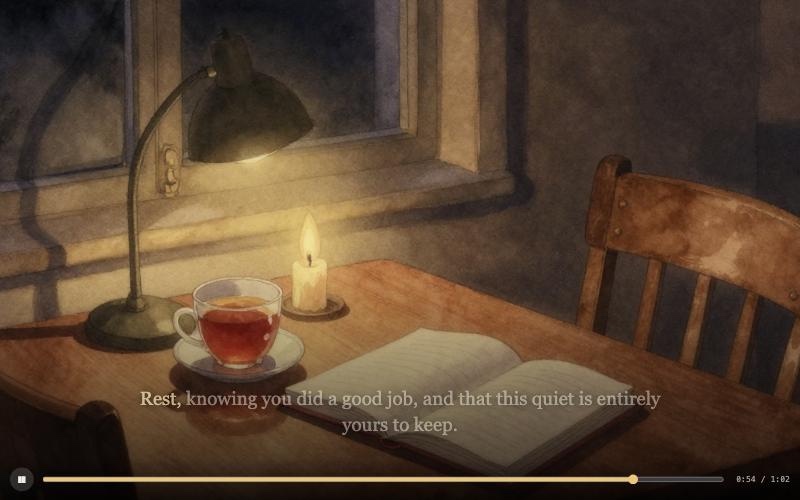 Rest, knowing you did a good job, and that this quiet is entirely
yours to keep.
0:54 / 1:02